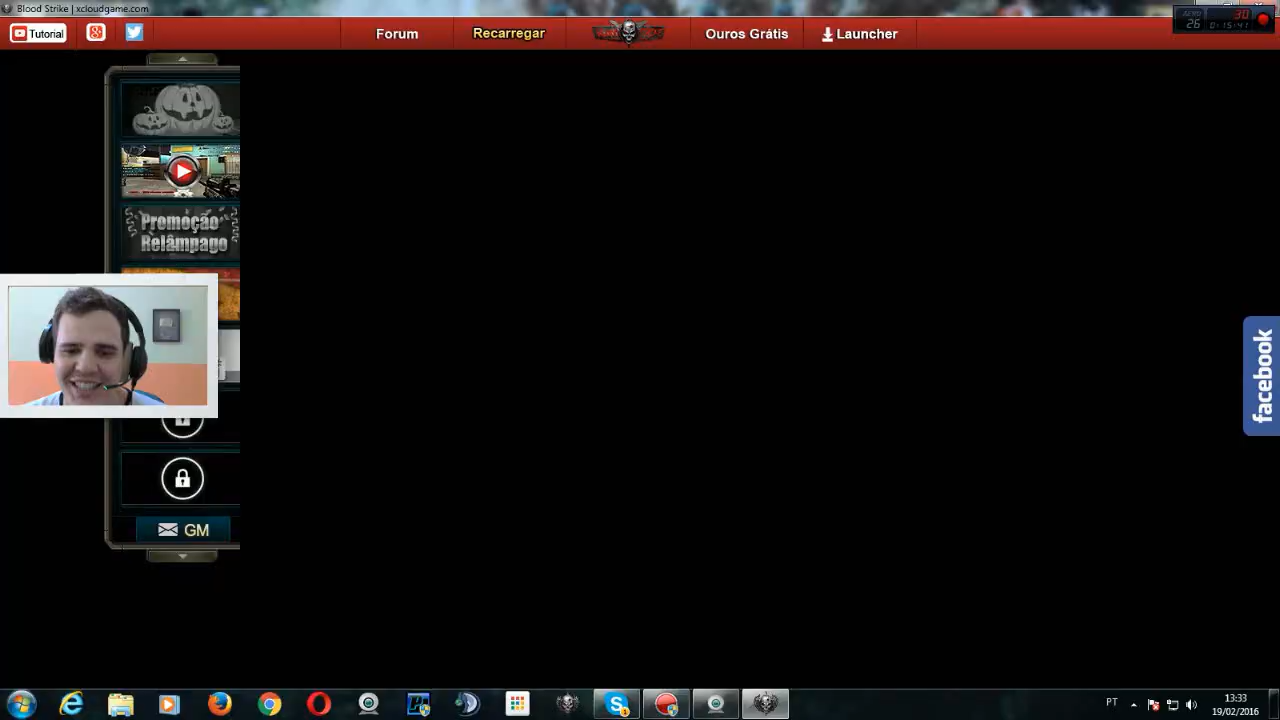 Blood Strike | xcloudgame.com
Tutorial
Forum
Recarregar
Ouros Grátis
Launcher
Promoção
Relâmpago
GM
facebook
PT
13:33
19/02/2016